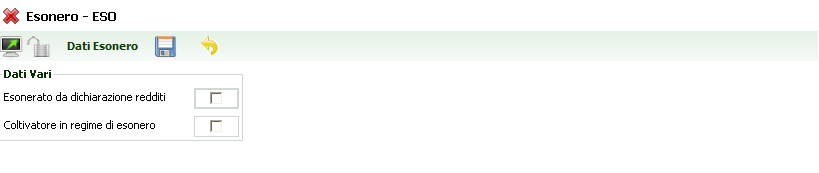 Esonero - ESO
Dati Esonero
Dati Vari
Esonerato da dichiarazione redditi
Coltivatore in regime di esonero